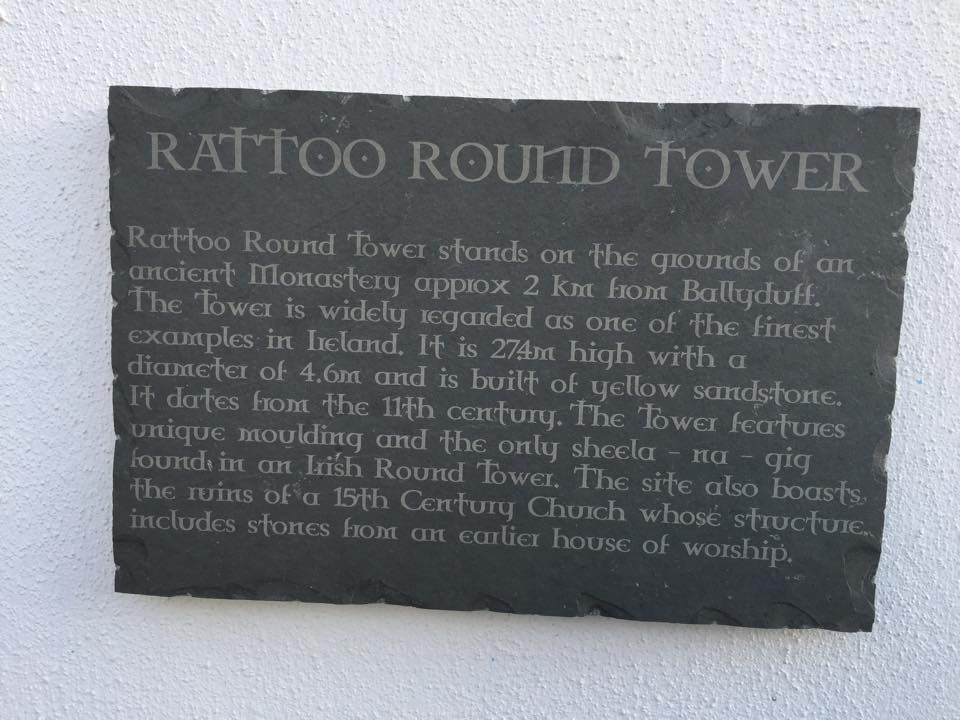 RATTOO ROUND TOWER
Rattoo Round Tower stands on the grounds of an
ancient Monastery approx 2 km from Ballyduff.
The Tower is widely regarded as one of the finest
examples in Ireland. It is 27.4m high with a
diameter of 4.6m and is built of yellow sandstone.
It dates from the 11th century. The Tower features
unique moulding and the only sheela - na - gig
found in an Irish Round Tower. The site also boasts
the ruins of a 15th Century Church whose structure
includes stones from an earlier house of worship.